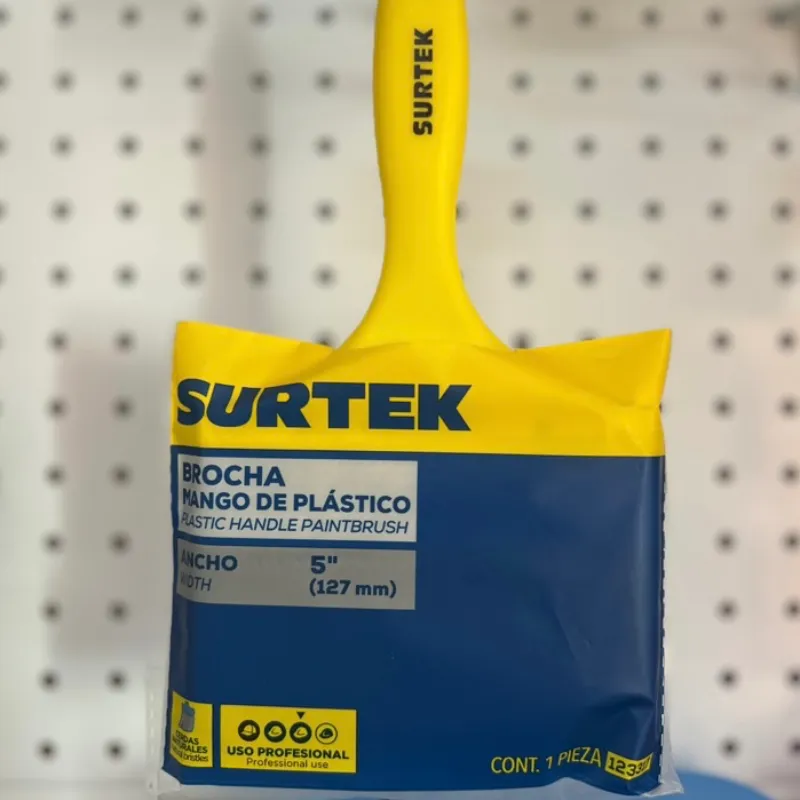 SURTEK
SURTEK
BROCHA
MANGO DE PLÁSTICO
PLASTIC HANDLE PAINTBRUSH
ANCHO 5"
WIDTH (127 mm)
USO PROFESIONAL
Professional use
CONT. 1 PIEZA